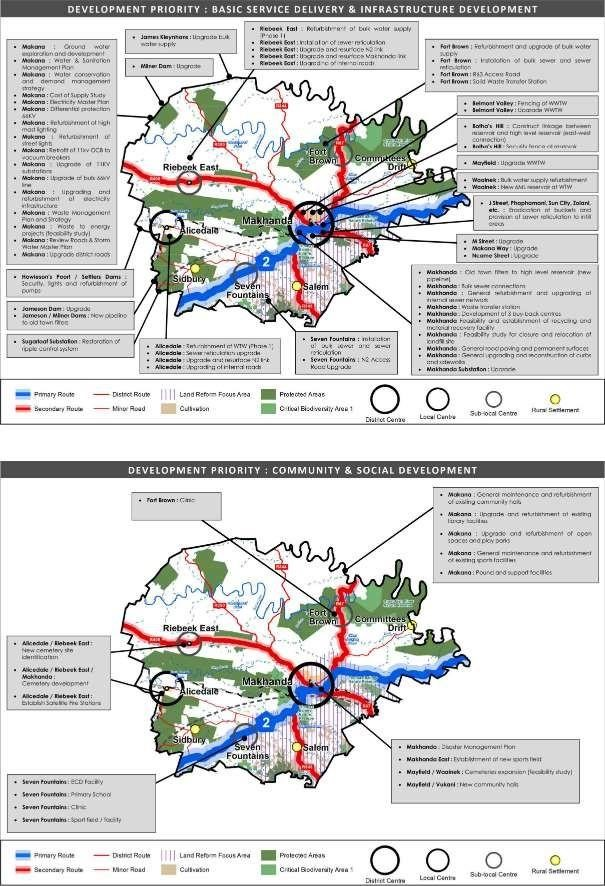 DEVELOPMENT PRIORITY : BASIC SERVICE DELIVERY & INFRASTRUCTURE DEVELOPMENT
• Makana : Ground water
exploration and development
• Makana : Water & Sanitation
Management Plan
• Makana : Water conservation
and demand management
strategy
• Makana : Cost of Supply Study
• Makana : Electricity Master Plan
• Makana : Differential protection
66KV
• Makana : Refurbishment of high
mast lighting
• Makana : Refurbishment of
street lights
• Makana : Retrofit of 11kv OCB to
vacuum breakers
• Makana : Upgrade of 11KV
substations
• Makana : Upgrade of bulk 66kV
line
• Makana : Upgrading and
refurbishment of electricity
infrastructure
• Makana : Waste Management
Plan and Strategy
• Makana : Waste to energy
projects (feasibility study)
• Makana : Review Roads & Storm
Water Master Plan
• Makana : Upgrade district roads
• Howieson's Poort / Settlers Dams :
Security, lights and refurbishment of
pumps
• Jameson Dam : Upgrade
• Jameson / Milner Dams : New pipeline
to old town filters
• Sugarloaf Substation : Restoration of
ripple control system
• James Kleynhans : Upgrade bulk
water supply
• Milner Dam : Upgrade
• Riebeek East : Refurbishment of bulk water supply
(Phase 1)
• Riebeek East : Installation of sewer reticulation
• Riebeek East : Upgrade and resurface N2 link
• Riebeek East : Upgrade and resurface Makhanda link
• Riebeek East : Upgrading of internal roads
• Fort Brown : Refurbishment and upgrade of bulk water
supply
• Fort Brown : Installation of bulk sewer and sewer
reticulation
• Fort Brown : R63 Access Road
• Fort Brown : Solid Waste Transfer Station
• Belmont Valley : Fencing of WWTW
• Belmont Valley : Upgrade WWTW
• Botha's Hill : Construct linkage between
reservoir and high level reservoir (east-west
connection)
• Botha's Hill : Security fence at reservoir
• Mayfield : Upgrade WWTW
• Waainek : Bulk water supply refurbishment
• Waainek : New 6ML reservoir at WTW
• J Street, Phaphamani, Sun City, Zolani,
etc. : Eradication of buckets and
provision of sewer reticulation to infill
areas
• M Street : Upgrade
• Makana Way : Upgrade
• Ncame Street : Upgrade
• Makhanda : Old town filters to high level reservoir (new
pipeline)
• Makhanda : Bulk sewer connections
• Makhanda : General refurbishment and upgrading of
internal sewer network
• Makhanda : Waste transfer station
• Makhanda : Development of 3 buy-back centres
• Makhanda : Feasibility and establishment of recycling and
material recovery facility
• Makhanda : Feasibility study for closure and relocation of
landfill site
• Makhanda : General road paving and permanent surfaces
• Makhanda : General upgrading and reconstruction of curbs
and sidewalks
• Makhanda Substation : Upgrade
• Alicedale : Refurbishment of WTW (Phase 1)
• Alicedale : Sewer reticulation upgrade
• Alicedale : Upgrade and resurface N2 link
• Alicedale : Upgrading of internal roads
• Seven Fountains : Installation
of bulk sewer and sewer
reticulation
• Seven Fountains : N2 Access
Road Upgrade
Riebeek East
Fort
Brown
Committees
Drift
Makhanda
Alicedale
Sidbury
Seven
Fountains
Salem
2
Primary Route
Secondary Route
District Route
Minor Road
Land Reform Focus Area
Cultivation
Protected Areas
Critical Biodiversity Area 1
District Centre
Local Centre
Sub-local Centre
Rural Settlement
DEVELOPMENT PRIORITY : COMMUNITY & SOCIAL DEVELOPMENT
• Fort Brown : Clinic
• Makana : General maintenance and refurbishment
of existing community halls
• Makana : Upgrade and refurbishment of existing
library facilities
• Makana : Upgrade and refurbishment of open
spaces and play parks
• Makana : General maintenance and refurbishment
of existing sports facilities
• Makana : Pound and support facilities
• Alicedale / Riebeek East :
New cemetery site
identification
• Alicedale / Riebeek East /
Makhanda :
Cemetery development
• Alicedale / Riebeek East :
Establish Satellite Fire Stations
• Seven Fountains : ECD Facility
• Seven Fountains : Primary School
• Seven Fountains : Clinic
• Seven Fountains : Sport field / facility
• Makhanda : Disaster Management Plan
• Makhanda East : Establishment of new sports field
• Mayfield / Waainek : Cemeteries expansion (feasibility study)
• Mayfield / Vukani : New community halls
Riebeek East
Fort
Brown
Committees
Drift
Makhanda
Alicedale
Sidbury
Seven
Fountains
Salem
2
Primary Route
Secondary Route
District Route
Minor Road
Land Reform Focus Area
Cultivation
Protected Areas
Critical Biodiversity Area 1
District Centre
Local Centre
Sub-local Centre
Rural Settlement